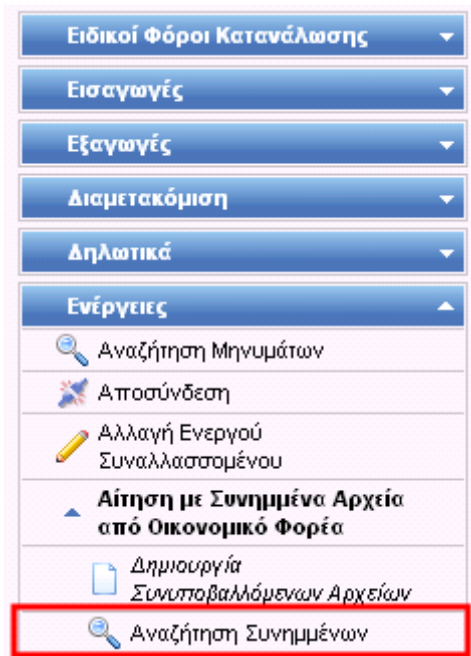 Ειδικοί Φόροι Κατανάλωσης
Εισαγωγές
Εξαγωγές
Διαμετακόμιση
Δηλωτικά
Ενέργειες
Αναζήτηση Μηνυμάτων
Αποσύνδεση
Αλλαγή Ενεργού
Συναλλασσομένου
Αίτηση με Συνημμένα Αρχεία
από Οικονομικό Φορέα
Δημιουργία
Συνυποβαλλόμενων Αρχείων
Αναζήτηση Συνημμένων